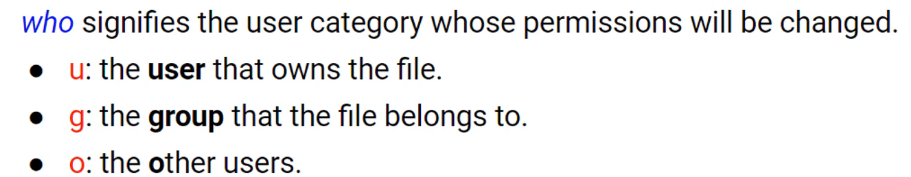 who signifies the user category whose permissions will be changed.
● u: the user that owns the file.
● g: the group that the file belongs to.
● o: the other users.